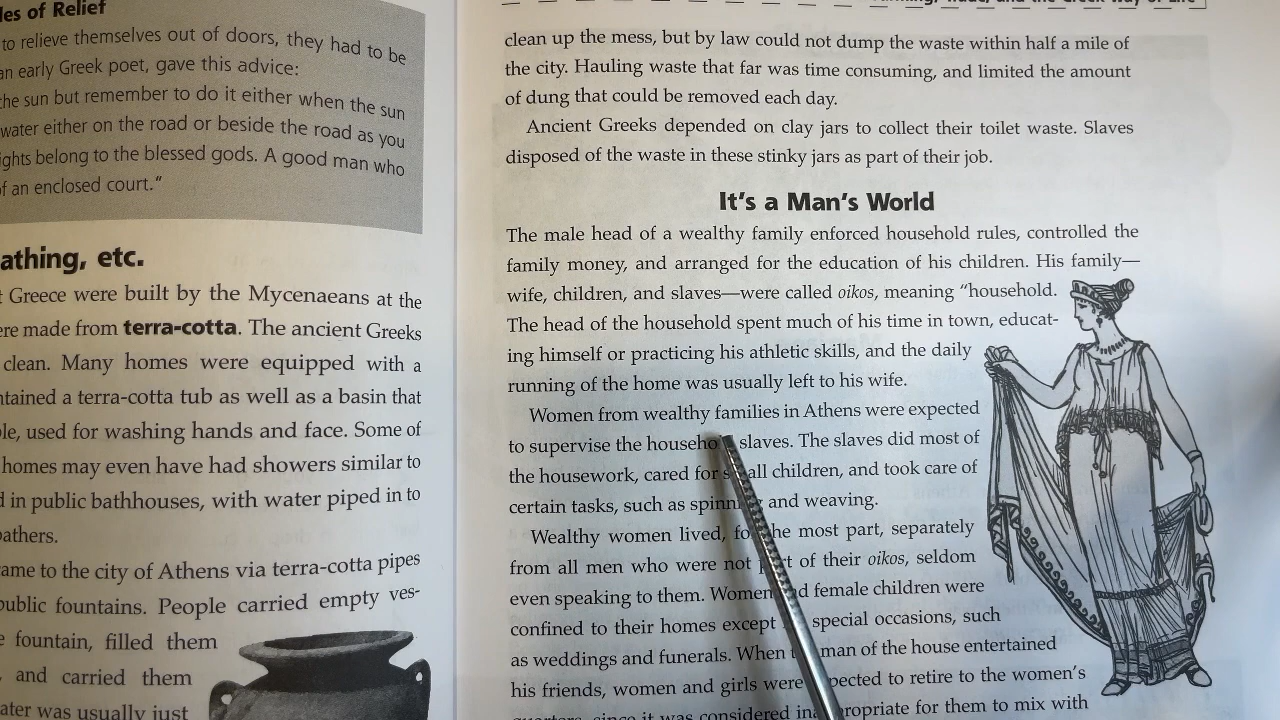 les of Relief
to relieve themselves out of doors, they had to be
an early Greek poet, gave this advice:
the sun but remember to do it either when the sun
water either on the road or beside the road as you
ights belong to the blessed gods. A good man who
of an enclosed court."
athing, etc.
t Greece were built by the Mycenaeans at the
ere made from terra-cotta. The ancient Greeks
clean. Many homes were equipped with a
ntained a terra-cotta tub as well as a basin that
ole, used for washing hands and face. Some of
homes may even have had showers similar to
d in public bathhouses, with water piped in to
bathers.
ame to the city of Athens via terra-cotta pipes
public fountains. People carried empty ves-
e fountain, filled them
, and carried them
ater was usually just
Trade, and the Greek Way of Life
clean up the mess, but by law could not dump the waste within half a mile of
the city. Hauling waste that far was time consuming, and limited the amount
of dung that could be removed each day.
Ancient Greeks depended on clay jars to collect their toilet waste. Slaves
disposed of the waste in these stinky jars as part of their job.
It's a Man's World
The male head of a wealthy family enforced household rules, controlled the
family money, and arranged for the education of his children. His family—
wife, children, and slaves—were called oikos, meaning "household.
The head of the household spent much of his time in town, educat-
ing himself or practicing his athletic skills, and the daily
running of the home was usually left to his wife.
Women from wealthy families in Athens were expected
to supervise the househo slaves. The slaves did most of
the housework, cared for s all children, and took care of
certain tasks, such as spinn g and weaving.
Wealthy women lived, fo he most part, separately
from all men who were not p rt of their oikos, seldom
even speaking to them. Women nd female children were
confined to their homes except special occasions, such
as weddings and funerals. When t man of the house entertained
his friends, women and girls were pected to retire to the women's
quarters, since it was considered ina ropriate for them to mix with